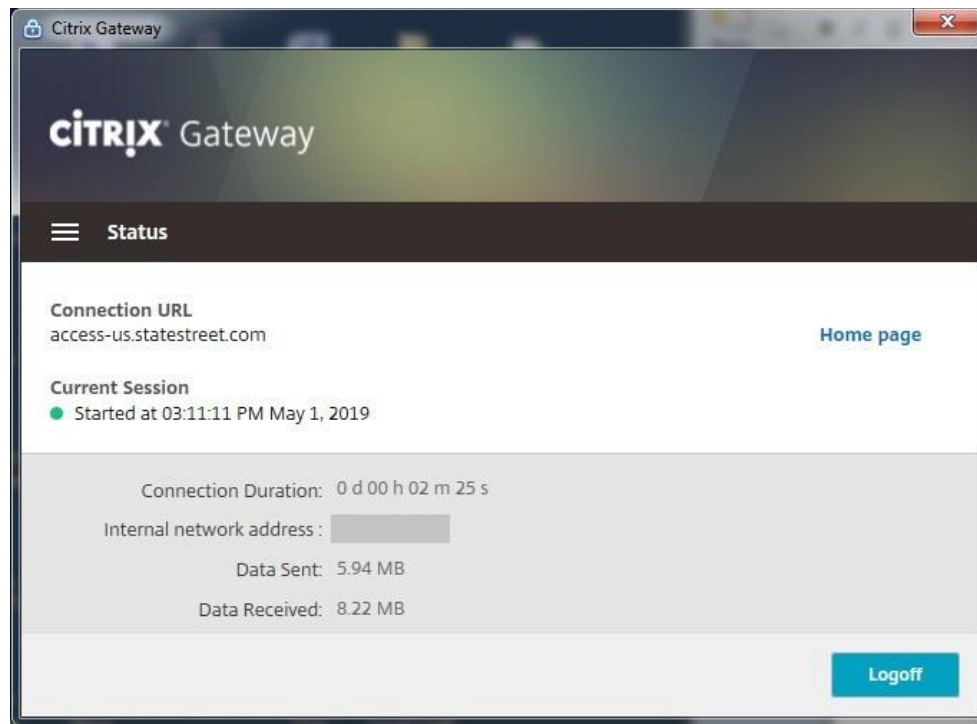 Citrix Gateway
CİTRIX Gateway
Status
Connection URL
access-us.statestreet.com
Home page
Current Session
Started at 03:11:11 PM May 1, 2019
Connection Duration: 0 d 00 h 02 m 25 s
Internal network address :
Data Sent: 5.94 MB
Data Received: 8.22 MB
Logoff